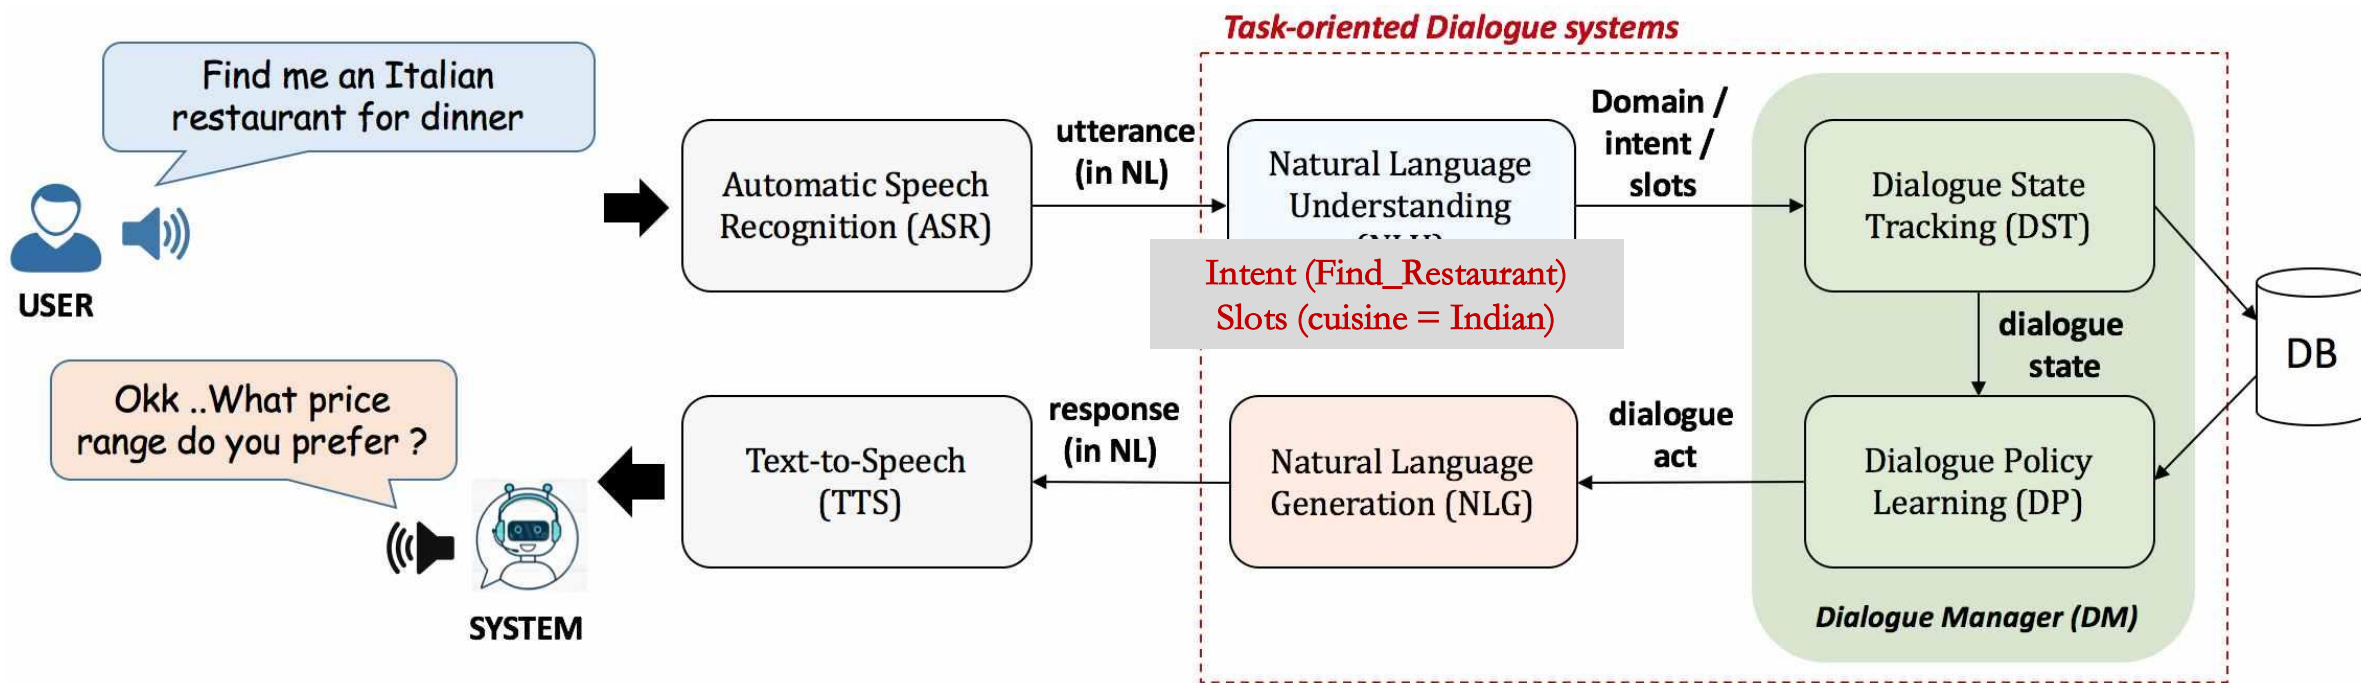 Task-oriented Dialogue systems
Find me an Italian
restaurant for dinner
USER
Automatic Speech
Recognition (ASR)
utterance
(in NL)
Natural Language
Understanding
Intent (Find_Restaurant)
Slots (cuisine = Indian)
Domain /
intent /
slots
Dialogue State
Tracking (DST)
dialogue
state
DB
Dialogue Policy
Learning (DP)
Dialogue Manager (DM)
dialogue
act
Natural Language
Generation (NLG)
response
(in NL)
Text-to-Speech
(TTS)
Okk ..What price
range do you prefer ?
SYSTEM